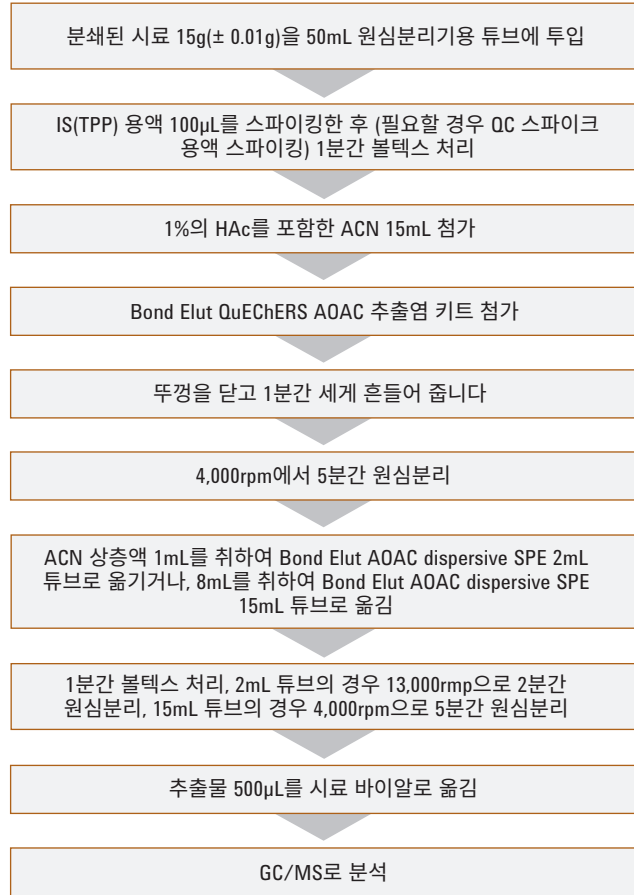 분쇄된 시료 15g(± 0.01g)을 50mL 원심분리기용 튜브에 투입
IS(TPP) 용액 100µL를 스파이킹한 후 (필요할 경우 QC 스파이크
용액 스파이킹) 1분간 볼텍스 처리
1%의 HAc를 포함한 ACN 15mL 첨가
Bond Elut QuEChERS AOAC 추출염 키트 첨가
뚜껑을 닫고 1분간 세게 흔들어 줍니다
4,000rpm에서 5분간 원심분리
ACN 상층액 1mL를 취하여 Bond Elut AOAC dispersive SPE 2mL
튜브로 옮기거나, 8mL를 취하여 Bond Elut AOAC dispersive SPE
15mL 튜브로 옮김
1분간 볼텍스 처리, 2mL 튜브의 경우 13,000rmp으로 2분간
원심분리, 15mL 튜브의 경우 4,000rpm으로 5분간 원심분리
추출물 500µL를 시료 바이알로 옮김
GC/MS로 분석